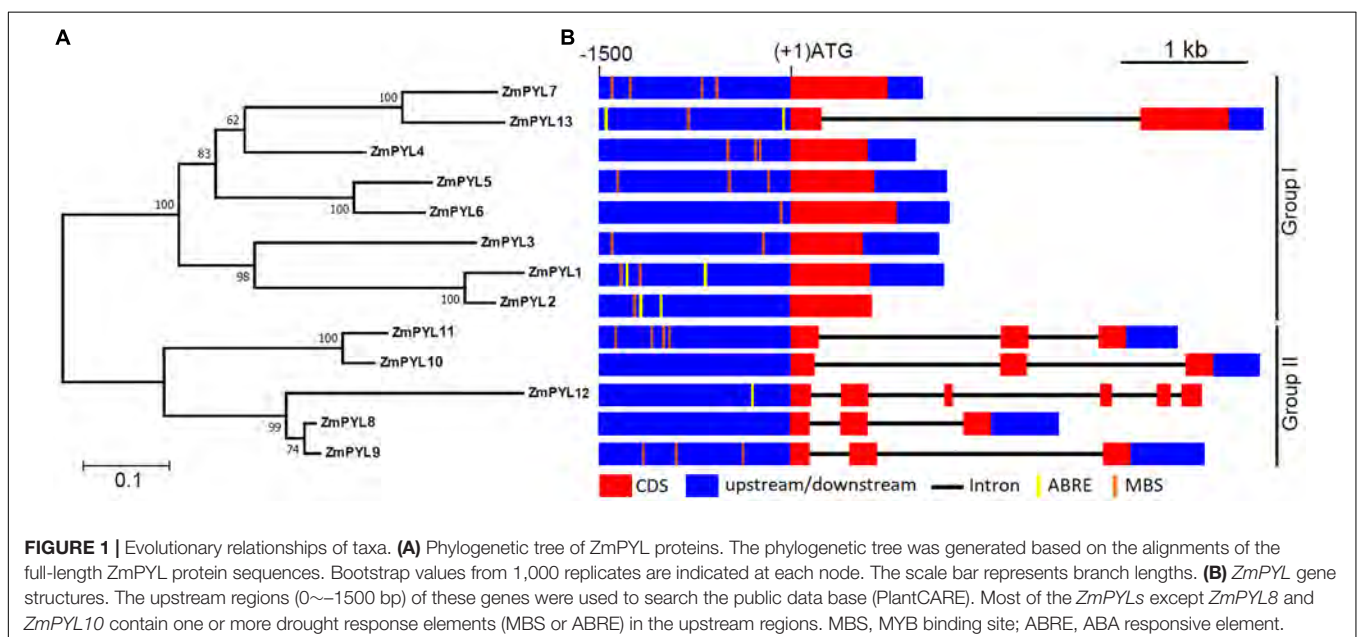 A
B
-1500
(+1)ATG
1 kb
ZmPYL7
ZmPYL13
ZmPYL4
ZmPYL5
ZmPYL6
ZmPYL3
ZmPYL1
ZmPYL2
ZmPYL11
ZmPYL10
ZmPYL12
ZmPYL8
ZmPYL9
100
62
83
100
100
98
100
100
99
74
0.1
Group I
Group II
CDS upstream/downstream Intron ABRE MBS
FIGURE 1 | Evolutionary relationships of taxa. (A) Phylogenetic tree of ZmPYL proteins. The phylogenetic tree was generated based on the alignments of the
full-length ZmPYL protein sequences. Bootstrap values from 1,000 replicates are indicated at each node. The scale bar represents branch lengths. (B) ZmPYL gene
structures. The upstream regions (0~–1500 bp) of these genes were used to search the public data base (PlantCARE). Most of the ZmPYLs except ZmPYL8 and
ZmPYL10 contain one or more drought response elements (MBS or ABRE) in the upstream regions. MBS, MYB binding site; ABRE, ABA responsive element.